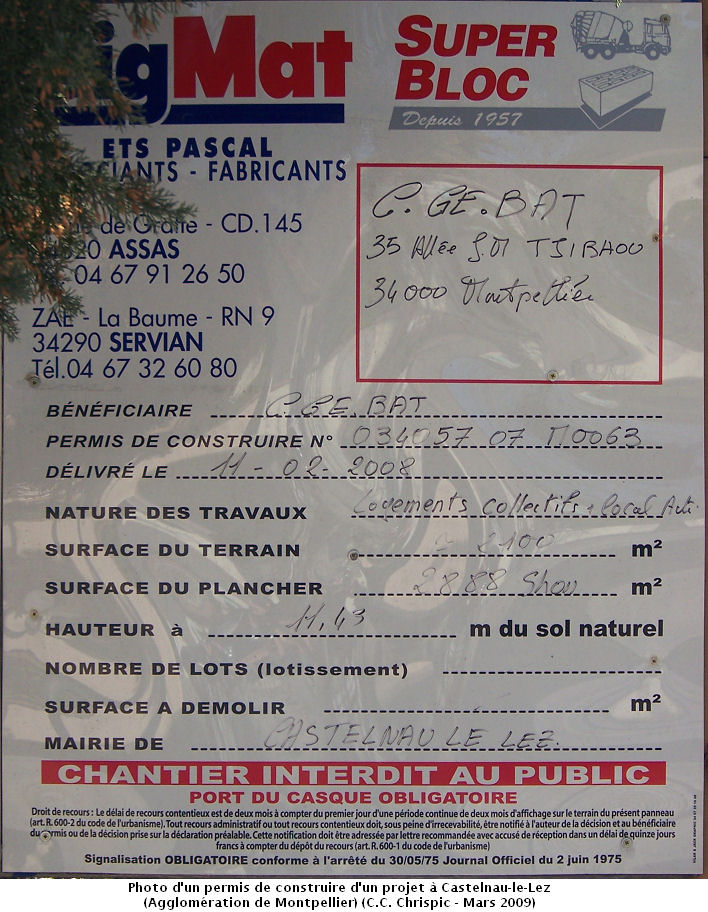 igMat
SUPER
BLOC
Depuis 1957
ETS PASCAL
CIANTS - FABRICANTS
de Gratte - CD.145
20 ASSAS
04 67 91 26 50
ZAE - La Baume - RN 9
34290 SERVIAN
Tél.04 67 32 60 80
C.GE.BAT
35 Allée J.M TJIBAOU
34000 Montpellier
BÉNÉFICIAIRE C.GE.BAT
PERMIS DE CONSTRUIRE N° 034057 07 M0063
DÉLIVRÉ LE 11-02-2008
NATURE DES TRAVAUX Logements collectifs + local Acti.
SURFACE DU TERRAIN 2100 m²
SURFACE DU PLANCHER 2888 Shon m²
HAUTEUR à 11,43 m du sol naturel
NOMBRE DE LOTS (lotissement)
SURFACE A DEMOLIR m²
MAIRIE DE CASTELNAU LE LEZ
CHANTIER INTERDIT AU PUBLIC
PORT DU CASQUE OBLIGATOIRE
Droit de recours : Le délai de recours contentieux est de deux mois à compter du premier jour d'une période continue de deux mois d'affichage sur le terrain du présent panneau
(art. R. 600-2 du code de l'urbanisme). Tout recours administratif ou tout recours contentieux doit, sous peine d'irrecevabilité, être notifié à l'auteur de la décision et au bénéficiaire
du permis ou de la décision prise sur la déclaration préalable. Cette notification doit être adressée par lettre recommandée avec accusé de réception dans un délai de quinze jours
francs à compter du dépôt du recours (art. R. 600-1 du code de l'urbanisme)
Signalisation OBLIGATOIRE conforme à l'arrêté du 30/05/75 Journal Officiel du 2 juin 1975
Photo d'un permis de construire d'un projet à Castelnau-le-Lez
(Agglomération de Montpellier) (C.C. Chrispic - Mars 2009)